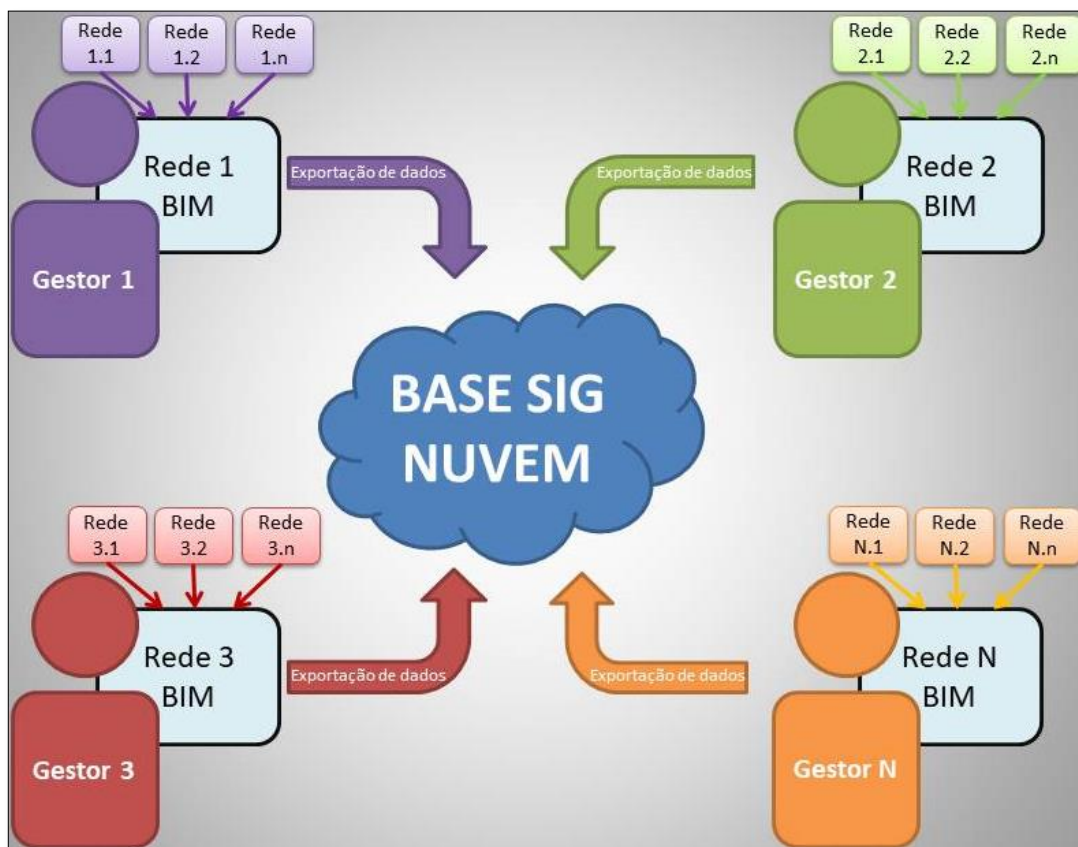 Rede
1.1
Rede
1.2
Rede
1.n
Rede 1
BIM
Gestor 1
Exportação de dados
Rede
2.1
Rede
2.2
Rede
2.n
Rede 2
BIM
Gestor 2
Exportação de dados
BASE SIG
NUVEM
Rede
3.1
Rede
3.2
Rede
3.n
Rede 3
BIM
Gestor 3
Exportação de dados
Rede
N.1
Rede
N.2
Rede
N.n
Rede N
BIM
Gestor N
Exportação de dados